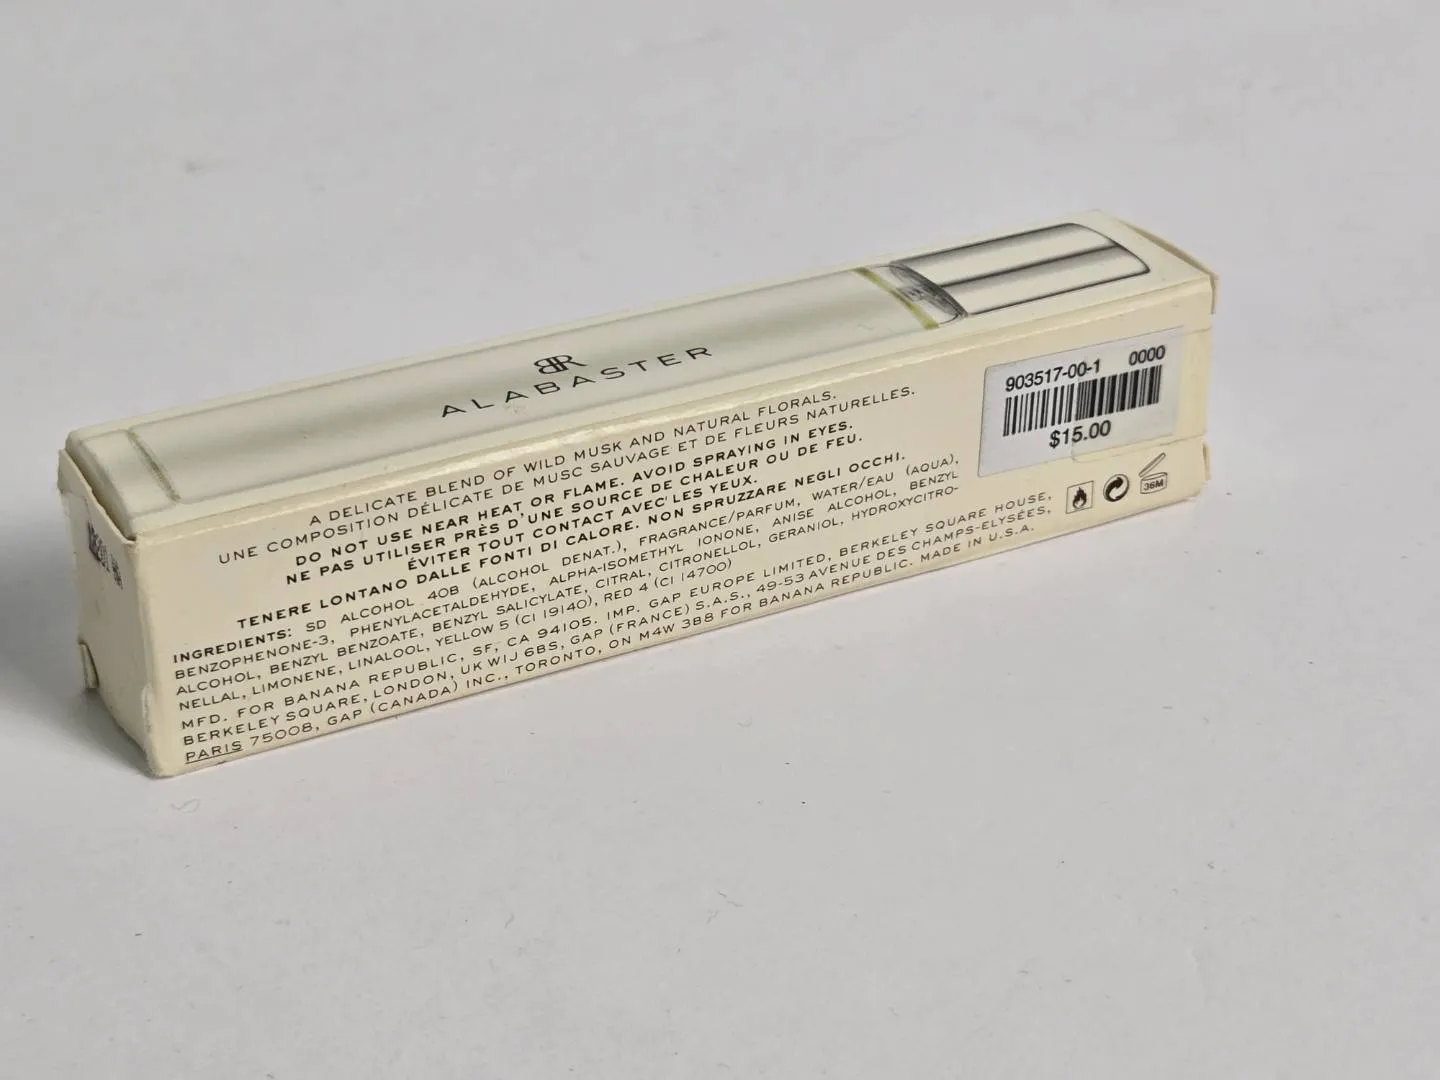 BR
ALABASTER
A DELICATE BLEND OF WILD MUSK AND NATURAL FLORALS.
UNE COMPOSITION DÉLICATE DE MUSC SAUVAGE ET DE FLEURS NATURELLES.
DO NOT USE NEAR HEAT OR FLAME. AVOID SPRAYING IN EYES.
NE PAS UTILISER PRÈS D'UNE SOURCE DE CHALEUR OU DE FEU.
ÉVITER TOUT CONTACT AVEC LES YEUX.
TENERE LONTANO DALLE FONTI DI CALORE. NON SPRUZZARE NEGLI OCCHI.
INGREDIENTS: SD ALCOHOL 40B (ALCOHOL DENAT.), FRAGRANCE/PARFUM, WATER/EAU (AQUA),
BENZOPHENONE-3, PHENYLACETALDEHYDE, ALPHA-ISOMETHYL IONONE, ANISE ALCOHOL, BENZYL
ALCOHOL, BENZYL BENZOATE, BENZYL SALICYLATE, CITRAL, CITRONELLOL, GERANIOL, HYDROXYCITRO-
NELLAL, LIMONENE, LINALOOL, YELLOW 5 (CI 19140), RED 4 (CI 14700)
MFD. FOR BANANA REPUBLIC, SF, CA 94105. IMP. GAP EUROPE LIMITED, BERKELEY SQUARE HOUSE,
BERKELEY SQUARE, LONDON, UK W1J 6BS, GAP (FRANCE) S.A.S., 49-53 AVENUE DES CHAMPS-ELYSÉES,
PARIS 75008, GAP (CANADA) INC., TORONTO, ON M4W 3B8 FOR BANANA REPUBLIC. MADE IN U.S.A.
903517-00-1 0000
$15.00
36M